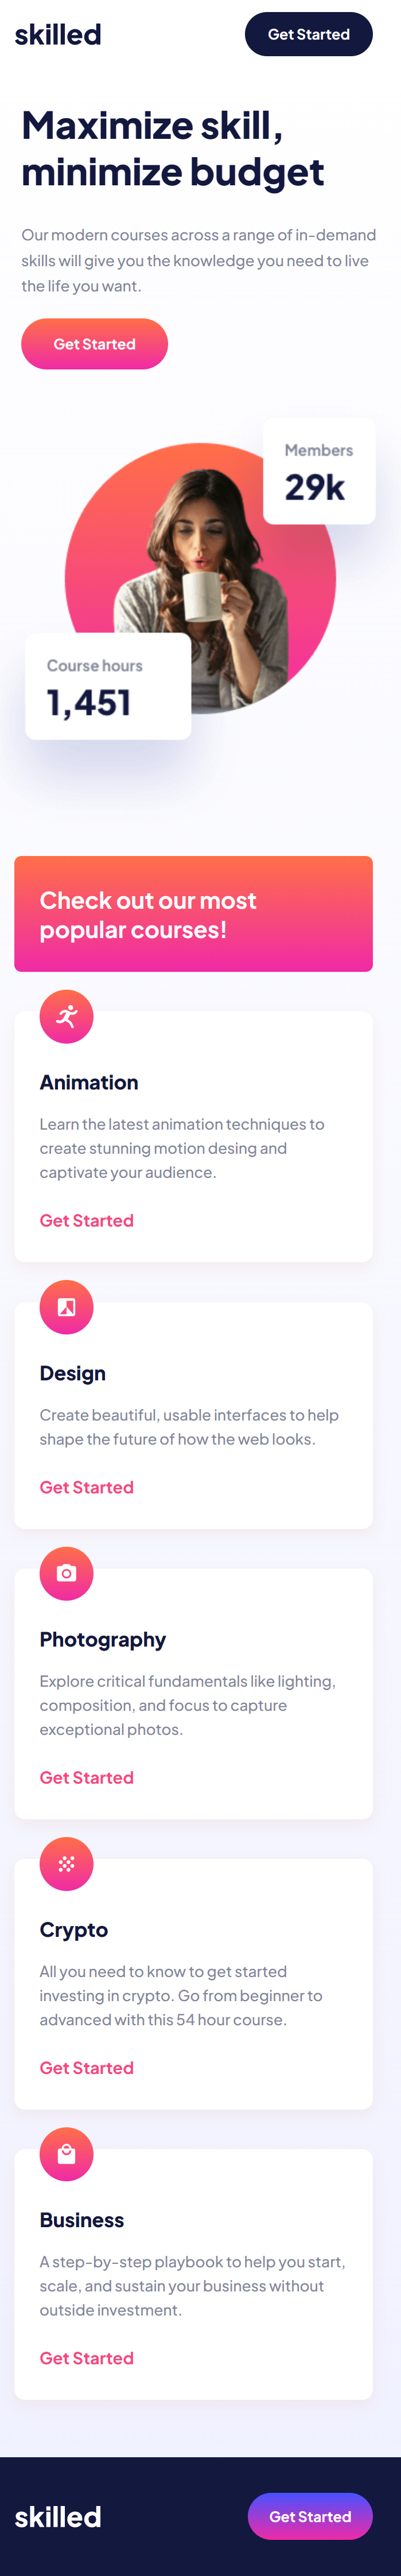 skilled
Get Started
Maximize skill,
minimize budget
Our modern courses across a range of in-demand
skills will give you the knowledge you need to live
the life you want.
Get Started
Members
29k
Course hours
1,451
Check out our most
popular courses!
Animation
Learn the latest animation techniques to
create stunning motion desing and
captivate your audience.
Get Started
Design
Create beautiful, usable interfaces to help
shape the future of how the web looks.
Get Started
Photography
Explore critical fundamentals like lighting,
composition, and focus to capture
exceptional photos.
Get Started
Crypto
All you need to know to get started
investing in crypto. Go from beginner to
advanced with this 54 hour course.
Get Started
Business
A step-by-step playbook to help you start,
scale, and sustain your business without
outside investment.
Get Started
skilled
Get Started